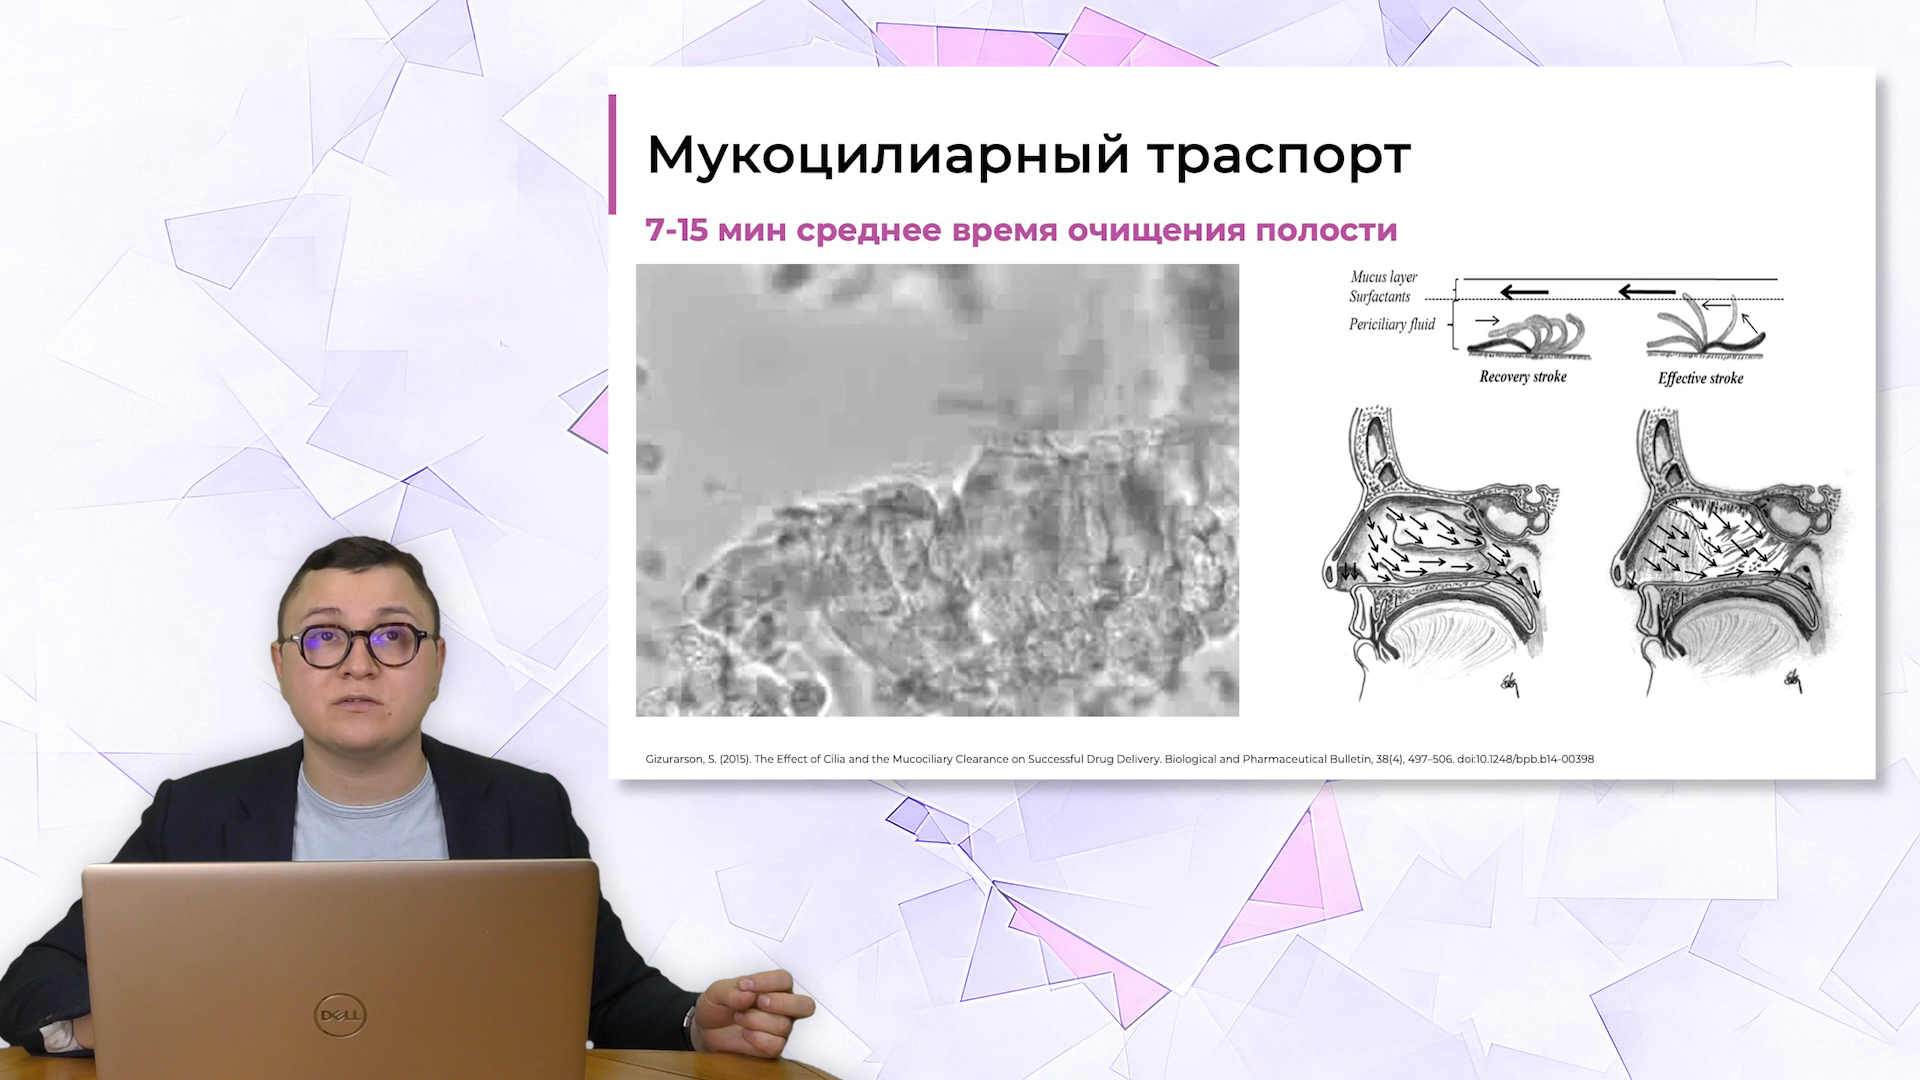 Мукоцилиарный траспорт
7-15 мин среднее время очищения полости
Mucus layer
Surfactants
Periciliary fluid
Recovery stroke
Effective stroke
Gizurarson, S. (2015). The Effect of Cilia and the Mucociliary Clearance on Successful Drug Delivery. Biological and Pharmaceutical Bulletin, 38(4), 497–506. doi:10.1248/bpb.b14-00398
DELL